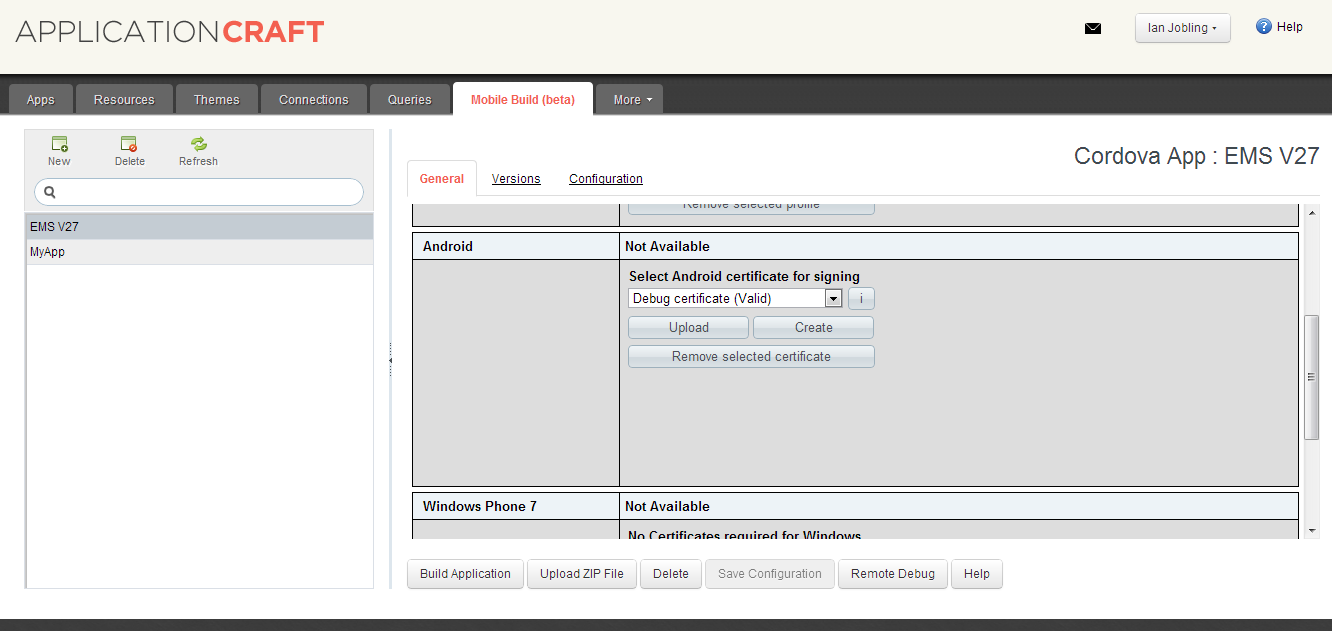 APPLICATIONCRAFT
Ian Jobling
Help
Apps
Resources
Themes
Connections
Queries
Mobile Build (beta)
More
New
Delete
Refresh
EMS V27
MyApp
Cordova App : EMS V27
General
Versions
Configuration
Remove selected profile
Android
Not Available
Select Android certificate for signing
Debug certificate (Valid)
i
Upload
Create
Remove selected certificate
Windows Phone 7
Not Available
No Certificates required for Windows
Build Application
Upload ZIP File
Delete
Save Configuration
Remote Debug
Help